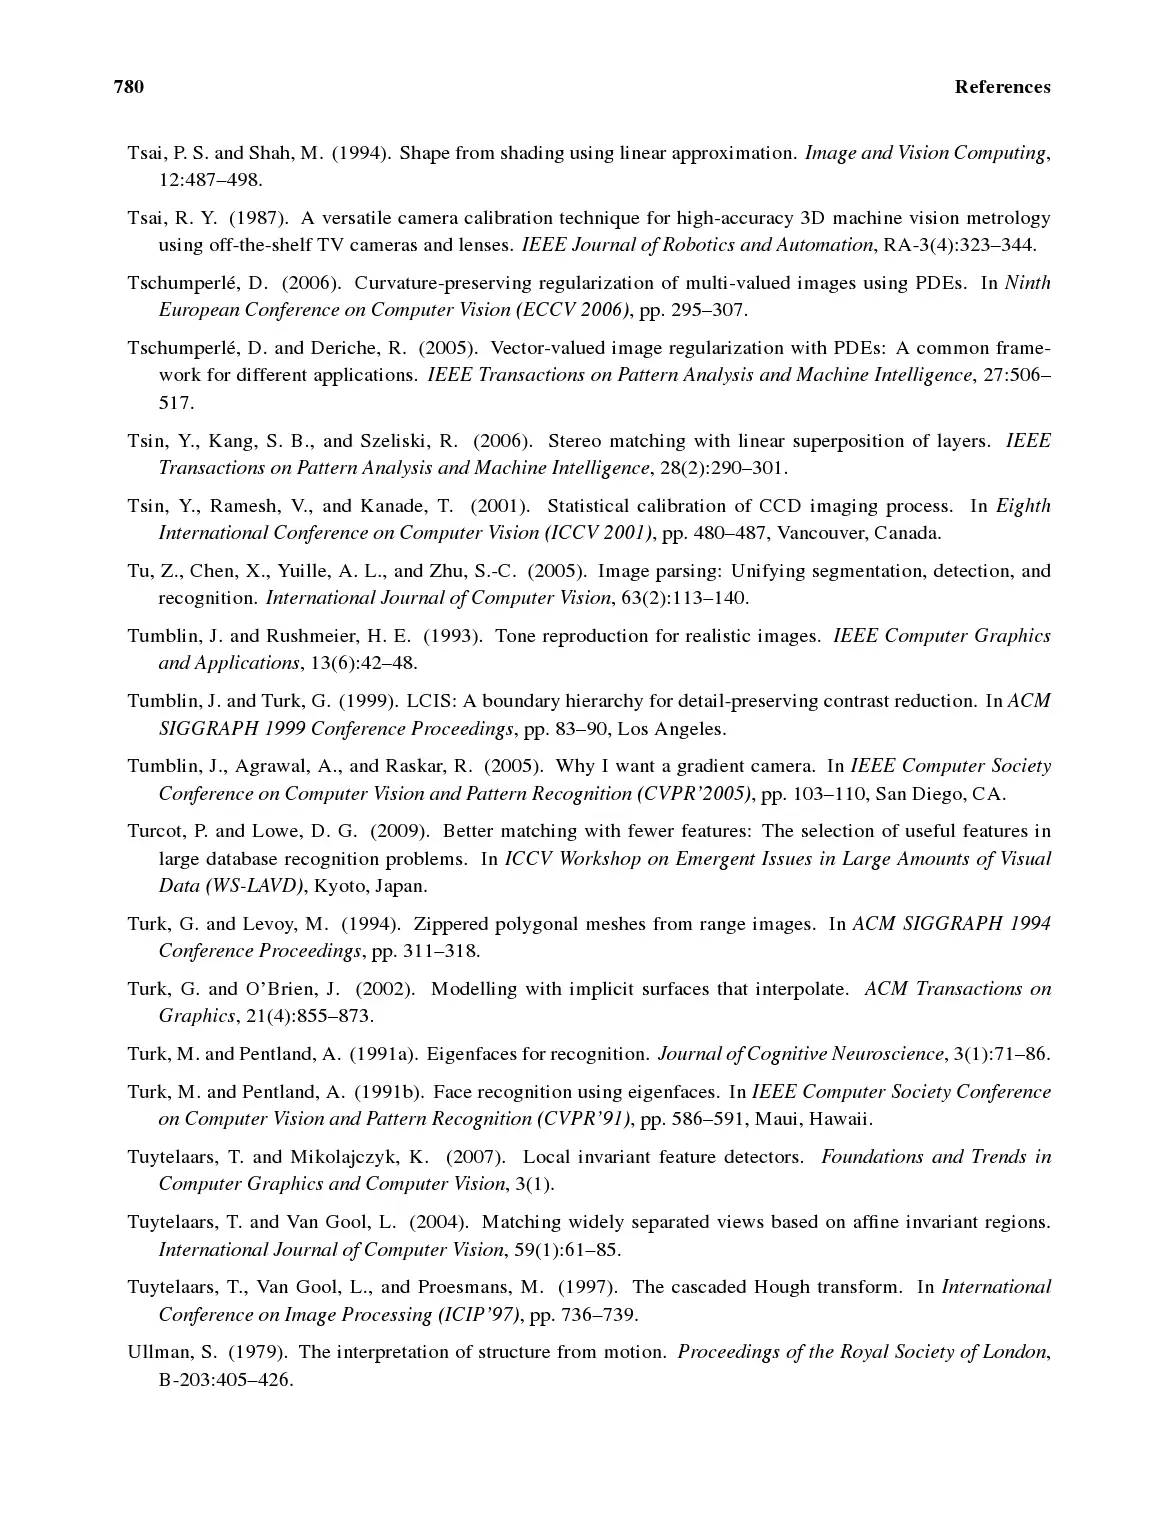 780 References
Tsai, P. S. and Shah, M. (1994). Shape from shading using linear approximation. Image and Vision Computing,
12:487–498.
Tsai, R. Y. (1987). A versatile camera calibration technique for high-accuracy 3D machine vision metrology
using off-the-shelf TV cameras and lenses. IEEE Journal of Robotics and Automation, RA-3(4):323–344.
Tschumperlé, D. (2006). Curvature-preserving regularization of multi-valued images using PDEs. In Ninth
European Conference on Computer Vision (ECCV 2006), pp. 295–307.
Tschumperlé, D. and Deriche, R. (2005). Vector-valued image regularization with PDEs: A common frame-
work for different applications. IEEE Transactions on Pattern Analysis and Machine Intelligence, 27:506–
517.
Tsin, Y., Kang, S. B., and Szeliski, R. (2006). Stereo matching with linear superposition of layers. IEEE
Transactions on Pattern Analysis and Machine Intelligence, 28(2):290–301.
Tsin, Y., Ramesh, V., and Kanade, T. (2001). Statistical calibration of CCD imaging process. In Eighth
International Conference on Computer Vision (ICCV 2001), pp. 480–487, Vancouver, Canada.
Tu, Z., Chen, X., Yuille, A. L., and Zhu, S.-C. (2005). Image parsing: Unifying segmentation, detection, and
recognition. International Journal of Computer Vision, 63(2):113–140.
Tumblin, J. and Rushmeier, H. E. (1993). Tone reproduction for realistic images. IEEE Computer Graphics
and Applications, 13(6):42–48.
Tumblin, J. and Turk, G. (1999). LCIS: A boundary hierarchy for detail-preserving contrast reduction. In ACM
SIGGRAPH 1999 Conference Proceedings, pp. 83–90, Los Angeles.
Tumblin, J., Agrawal, A., and Raskar, R. (2005). Why I want a gradient camera. In IEEE Computer Society
Conference on Computer Vision and Pattern Recognition (CVPR’2005), pp. 103–110, San Diego, CA.
Turcot, P. and Lowe, D. G. (2009). Better matching with fewer features: The selection of useful features in
large database recognition problems. In ICCV Workshop on Emergent Issues in Large Amounts of Visual
Data (WS-LAVD), Kyoto, Japan.
Turk, G. and Levoy, M. (1994). Zippered polygonal meshes from range images. In ACM SIGGRAPH 1994
Conference Proceedings, pp. 311–318.
Turk, G. and O’Brien, J. (2002). Modelling with implicit surfaces that interpolate. ACM Transactions on
Graphics, 21(4):855–873.
Turk, M. and Pentland, A. (1991a). Eigenfaces for recognition. Journal of Cognitive Neuroscience, 3(1):71–86.
Turk, M. and Pentland, A. (1991b). Face recognition using eigenfaces. In IEEE Computer Society Conference
on Computer Vision and Pattern Recognition (CVPR’91), pp. 586–591, Maui, Hawaii.
Tuytelaars, T. and Mikolajczyk, K. (2007). Local invariant feature detectors. Foundations and Trends in
Computer Graphics and Computer Vision, 3(1).
Tuytelaars, T. and Van Gool, L. (2004). Matching widely separated views based on affine invariant regions.
International Journal of Computer Vision, 59(1):61–85.
Tuytelaars, T., Van Gool, L., and Proesmans, M. (1997). The cascaded Hough transform. In International
Conference on Image Processing (ICIP’97), pp. 736–739.
Ullman, S. (1979). The interpretation of structure from motion. Proceedings of the Royal Society of London,
B-203:405–426.